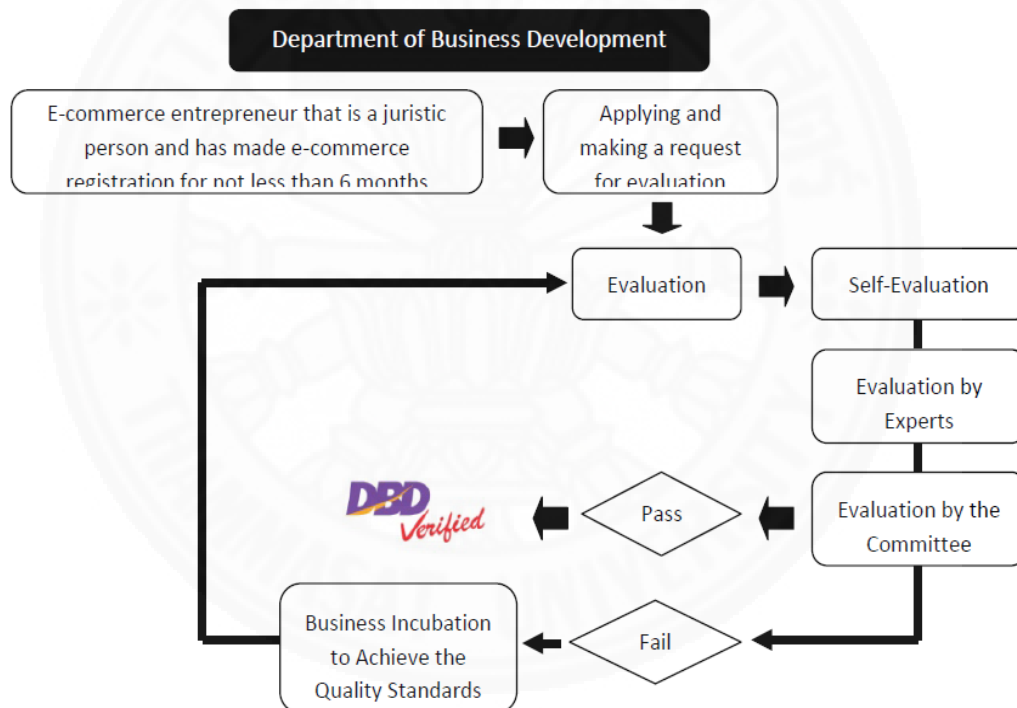 Department of Business Development
E-commerce entrepreneur that is a juristic
person and has made e-commerce
registration for not less than 6 months
Applying and
making a request
for evaluation
Evaluation
Self-Evaluation
Evaluation by
Experts
Evaluation by the
Committee
Pass
DBD
Verified
Fail
Business Incubation
to Achieve the
Quality Standards